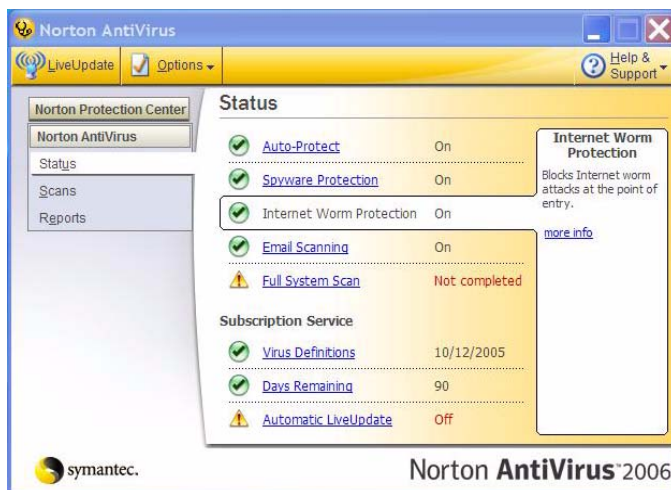 Norton AntiVirus
LiveUpdate Options Help & Support
Norton Protection Center
Norton AntiVirus
Status
Scans
Reports
Status
Auto-Protect On
Spyware Protection On
Internet Worm Protection On
Email Scanning On
Full System Scan Not completed
Subscription Service
Virus Definitions 10/12/2005
Days Remaining 90
Automatic LiveUpdate Off
Internet Worm
Protection
Blocks Internet worm
attacks at the point of
entry.
more info
symantec.
Norton AntiVirus 2006